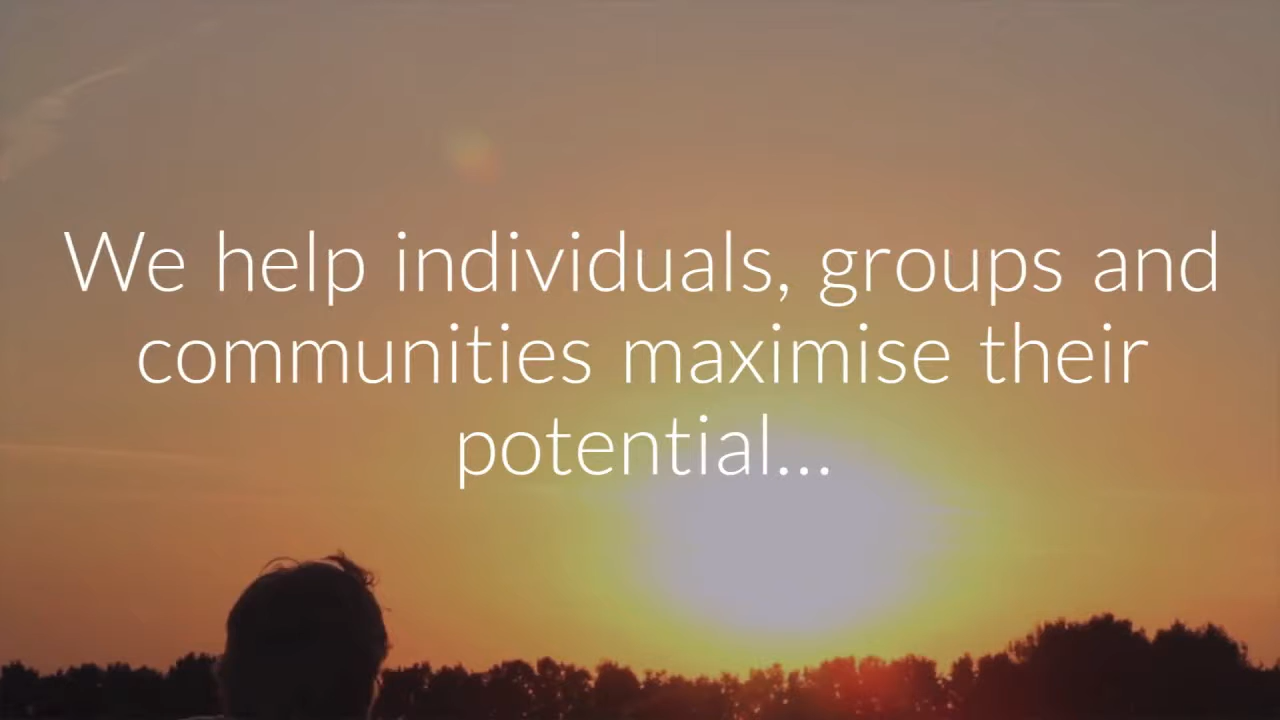 We help individuals, groups and
communities maximise their
potential...